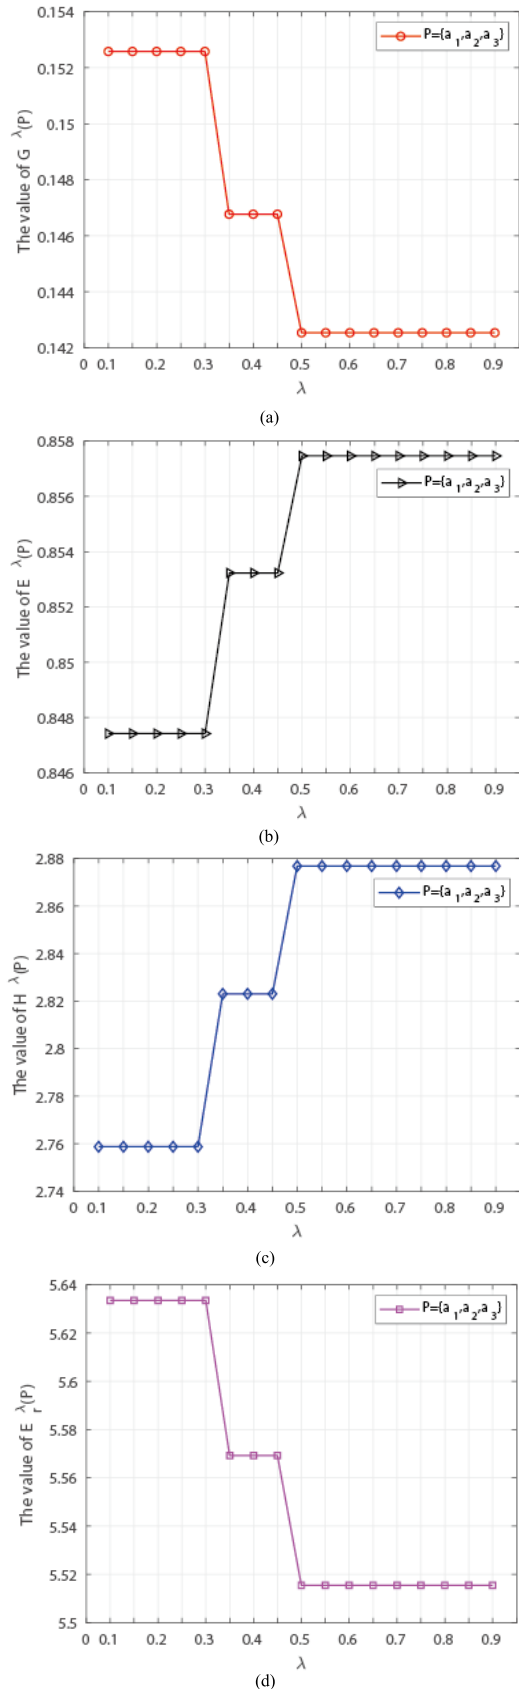 0.154
0.152
0.15
0.148
0.146
0.144
0.142
The value of G λ(P)
P={a 1,a 2,a 3}
0 0.1 0.2 0.3 0.4 0.5 0.6 0.7 0.8 0.9
λ
(a)
0.858
0.856
0.854
0.852
0.85
0.848
0.846
The value of E λ(P)
P={a 1,a 2,a 3}
0 0.1 0.2 0.3 0.4 0.5 0.6 0.7 0.8 0.9
λ
(b)
2.88
2.86
2.84
2.82
2.8
2.78
2.76
2.74
The value of H λ(P)
P={a 1,a 2,a 3}
0 0.1 0.2 0.3 0.4 0.5 0.6 0.7 0.8 0.9
λ
(c)
5.64
5.62
5.6
5.58
5.56
5.54
5.52
5.5
The value of E r λ(P)
P={a 1,a 2,a 3}
0 0.1 0.2 0.3 0.4 0.5 0.6 0.7 0.8 0.9
λ
(d)